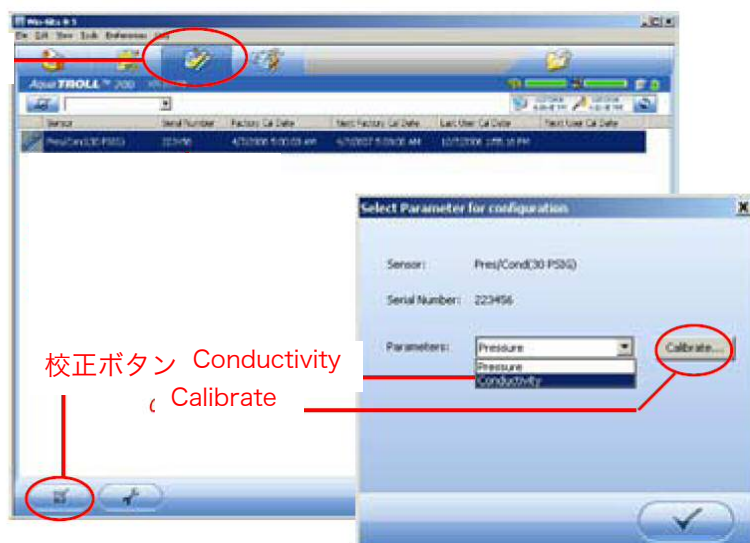 Win-Situ 4.5
File Edit View Tools Preferences Help
Aqua TROLL™ 200
Sensor Serial Number Factory Cal Date Next Factory Cal Date Last User Cal Date Next User Cal Date
Pres/Cond(30 PSIG) 223456
Select Parameter for configuration
Sensor: Pres/Cond(30 PSIG)
Serial Number: 223456
Parameters: Pressure Calibrate...
Pressure
Conductivity
校正ボタン Conductivity
Calibrate